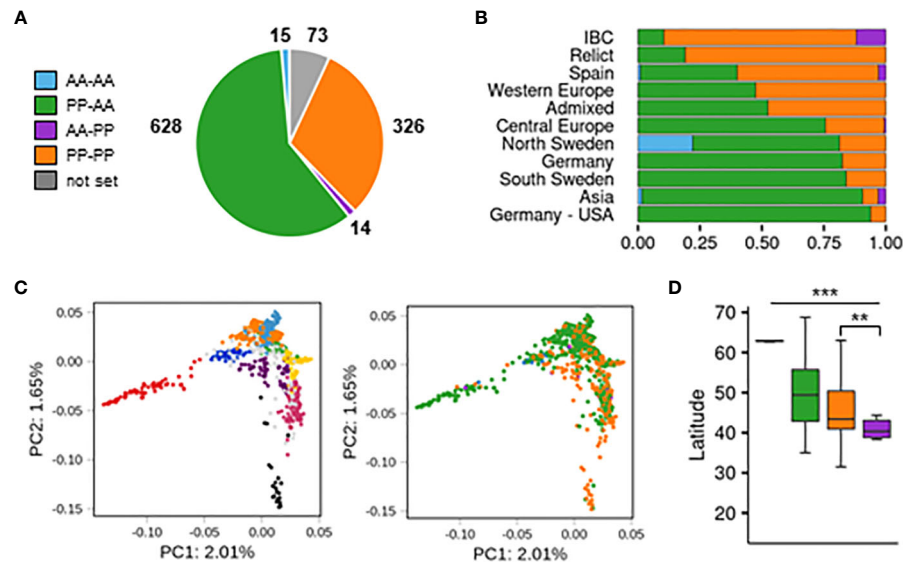 A
15
73
AA-AA
PP-AA
AA-PP
PP-PP
not set
628
326
14
B
IBC
Relict
Spain
Western Europe
Admixed
Central Europe
North Sweden
Germany
South Sweden
Asia
Germany - USA
0.00 0.25 0.50 0.75 1.00
C
0.05
0.00
-0.05
-0.10
-0.15
PC2: 1.65%
-0.10 -0.05 0.00 0.05
PC1: 2.01%
0.05
0.00
-0.05
-0.10
-0.15
PC2: 1.65%
-0.10 -0.05 0.00 0.05
PC1: 2.01%
D
***
**
70
60
50
40
30
20
Latitude